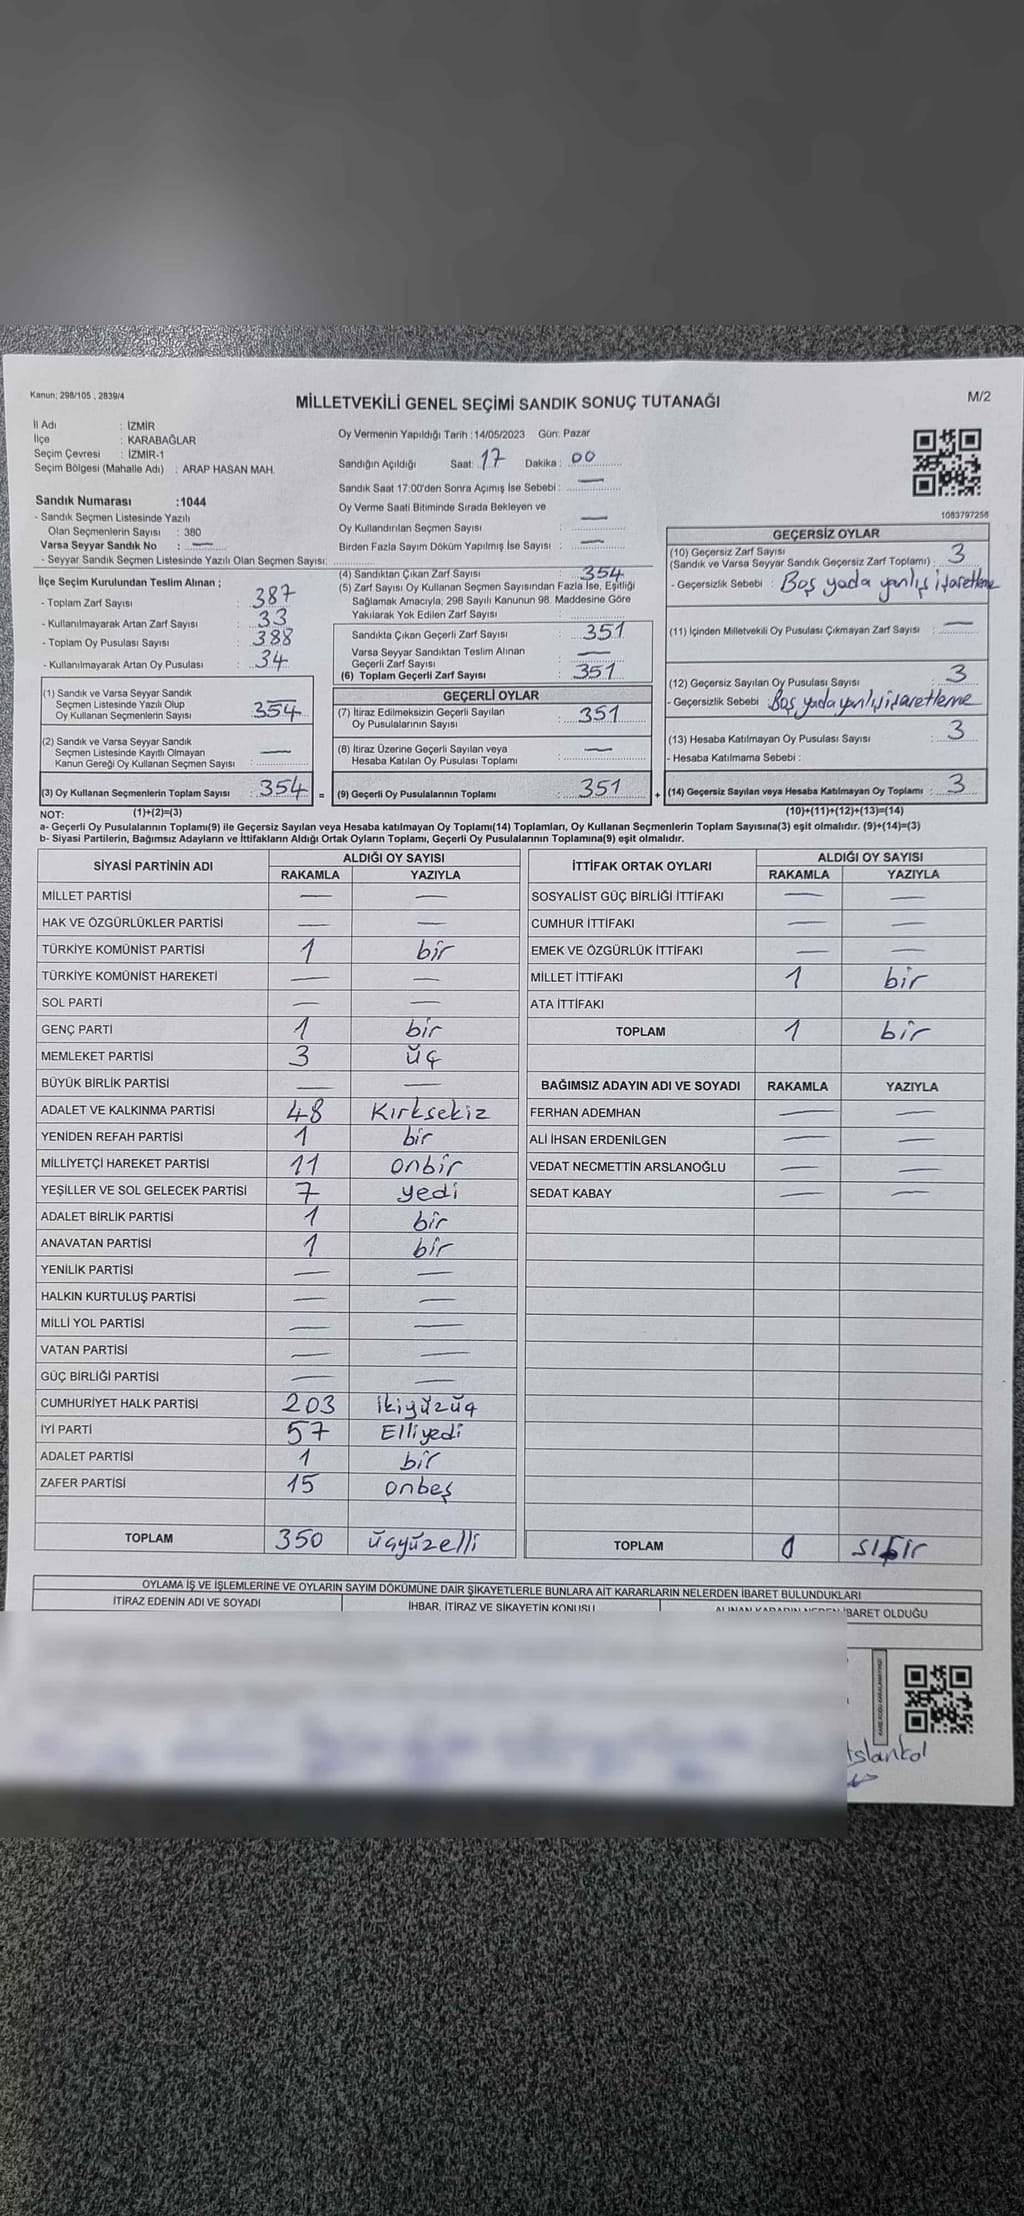 Kanun; 298/105 , 2839/4
MİLLETVEKİLİ GENEL SEÇİMİ SANDIK SONUÇ TUTANAĞI
M/2
İl Adı : İZMİR
İlçe : KARABAĞLAR
Seçim Çevresi : İZMİR-1
Seçim Bölgesi (Mahalle Adı) : ARAP HASAN MAH.
Sandık Numarası :1044
- Sandık Seçmen Listesinde Yazılı
Olan Seçmenlerin Sayısı : 380
Varsa Seyyar Sandık No : —
- Seyyar Sandık Seçmen Listesinde Yazılı Olan Seçmen Sayısı:
İlçe Seçim Kurulundan Teslim Alınan ;
- Toplam Zarf Sayısı : 387
- Kullanılmayarak Artan Zarf Sayısı : 33
- Toplam Oy Pusulası Sayısı : 388
- Kullanılmayarak Artan Oy Pusulası : 34
(1) Sandık ve Varsa Seyyar Sandık
Seçmen Listesinde Yazılı Olup
Oy Kullanan Seçmenlerin Sayısı : 354
(2) Sandık ve Varsa Seyyar Sandık
Seçmen Listesinde Kayıtlı Olmayan
Kanun Gereği Oy Kullanan Seçmen Sayısı : —
(3) Oy Kullanan Seçmenlerin Toplam Sayısı : 354 =
Oy Vermenin Yapıldığı Tarih :14/05/2023 Gün: Pazar
Sandığın Açıldığı Saat: 17 Dakika : 00
Sandık Saat 17:00'den Sonra Açımış İse Sebebi : —
Oy Verme Saati Bitiminde Sırada Bekleyen ve
Oy Kullandırılan Seçmen Sayısı : —
Birden Fazla Sayım Döküm Yapılmış İse Sayısı : —
(4) Sandıktan Çıkan Zarf Sayısı : 354
(5) Zarf Sayısı Oy Kullanan Seçmen Sayısından Fazla İse, Eşitliği
Sağlamak Amacıyla; 298 Sayılı Kanunun 98. Maddesine Göre
Yakılarak Yok Edilen Zarf Sayısı :
Sandıkta Çıkan Geçerli Zarf Sayısı : 351
Varsa Seyyar Sandıktan Teslim Alınan
Geçerli Zarf Sayısı : —
(6) Toplam Geçerli Zarf Sayısı : 351
GEÇERLİ OYLAR
(7) İtiraz Edilmeksizin Geçerli Sayılan
Oy Pusulalarının Sayısı : 351
(8) İtiraz Üzerine Geçerli Sayılan veya
Hesaba Katılan Oy Pusulası Toplamı : —
(9) Geçerli Oy Pusulalarının Toplamı : 351 +
1083797256
GEÇERSİZ OYLAR
(10) Geçersiz Zarf Sayısı
(Sandık ve Varsa Seyyar Sandık Geçersiz Zarf Toplamı) : 3
- Geçersizlik Sebebi : Boş yada yanlış işaretleme
(11) İçinden Milletvekili Oy Pusulası Çıkmayan Zarf Sayısı : —
(12) Geçersiz Sayılan Oy Pusulası Sayısı : 3
- Geçersizlik Sebebi : Boş yada yanlış işaretleme
(13) Hesaba Katılmayan Oy Pusulası Sayısı : 3
- Hesaba Katılmama Sebebi :
(14) Geçersiz Sayılan veya Hesaba Katılmayan Oy Toplamı : 3
NOT: (1)+(2)=(3) (10)+(11)+(12)+(13)=(14)
a- Geçerli Oy Pusulalarının Toplamı(9) ile Geçersiz Sayılan veya Hesaba katılmayan Oy Toplamı(14) Toplamları, Oy Kullanan Seçmenlerin Toplam Sayısına(3) eşit olmalıdır. (9)+(14)=(3)
b- Siyasi Partilerin, Bağımsız Adayların ve İttifakların Aldığı Ortak Oyların Toplamı, Geçerli Oy Pusulalarının Toplamına(9) eşit olmalıdır.
SİYASİ PARTİNİN ADI ALDIĞI OY SAYISI
RAKAMLA YAZIYLA
MİLLET PARTİSİ — —
HAK VE ÖZGÜRLÜKLER PARTİSİ — —
TÜRKİYE KOMÜNİST PARTİSİ 1 bir
TÜRKİYE KOMÜNİST HAREKETİ — —
SOL PARTİ — —
GENÇ PARTİ 1 bir
MEMLEKET PARTİSİ 3 üç
BÜYÜK BİRLİK PARTİSİ — —
ADALET VE KALKINMA PARTİSİ 48 Kırksekiz
YENİDEN REFAH PARTİSİ 1 bir
MİLLİYETÇİ HAREKET PARTİSİ 11 onbir
YEŞİLLER VE SOL GELECEK PARTİSİ 7 yedi
ADALET BİRLİK PARTİSİ 1 bir
ANAVATAN PARTİSİ 1 bir
YENİLİK PARTİSİ — —
HALKIN KURTULUŞ PARTİSİ — —
MİLLİ YOL PARTİSİ — —
VATAN PARTİSİ — —
GÜÇ BİRLİĞİ PARTİSİ — —
CUMHURİYET HALK PARTİSİ 203 ikiyüzüç
İYİ PARTİ 57 Elliyedi
ADALET PARTİSİ 1 bir
ZAFER PARTİSİ 15 onbeş
TOPLAM 350 üçyüzelli
İTTİFAK ORTAK OYLARI ALDIĞI OY SAYISI
RAKAMLA YAZIYLA
SOSYALİST GÜÇ BİRLİĞİ İTTİFAKI — —
CUMHUR İTTİFAKI — —
EMEK VE ÖZGÜRLÜK İTTİFAKI — —
MİLLET İTTİFAKI 1 bir
ATA İTTİFAKI
TOPLAM 1 bir
BAĞIMSIZ ADAYIN ADI VE SOYADI RAKAMLA YAZIYLA
FERHAN ADEMHAN — —
ALİ İHSAN ERDENİLGEN — —
VEDAT NECMETTİN ARSLANOĞLU — —
SEDAT KABAY — —
TOPLAM 0 sıfır
OYLAMA İŞ VE İŞLEMLERİNE VE OYLARIN SAYIM DÖKÜMÜNE DAİR ŞİKAYETLERLE BUNLARA AİT KARARLARIN NELERDEN İBARET BULUNDUKLARI
İTİRAZ EDENİN ADI VE SOYADI İHBAR, İTİRAZ VE ŞİKAYETİN KONUSU ALINAN KARARIN NEDEN İBARET OLDUĞU